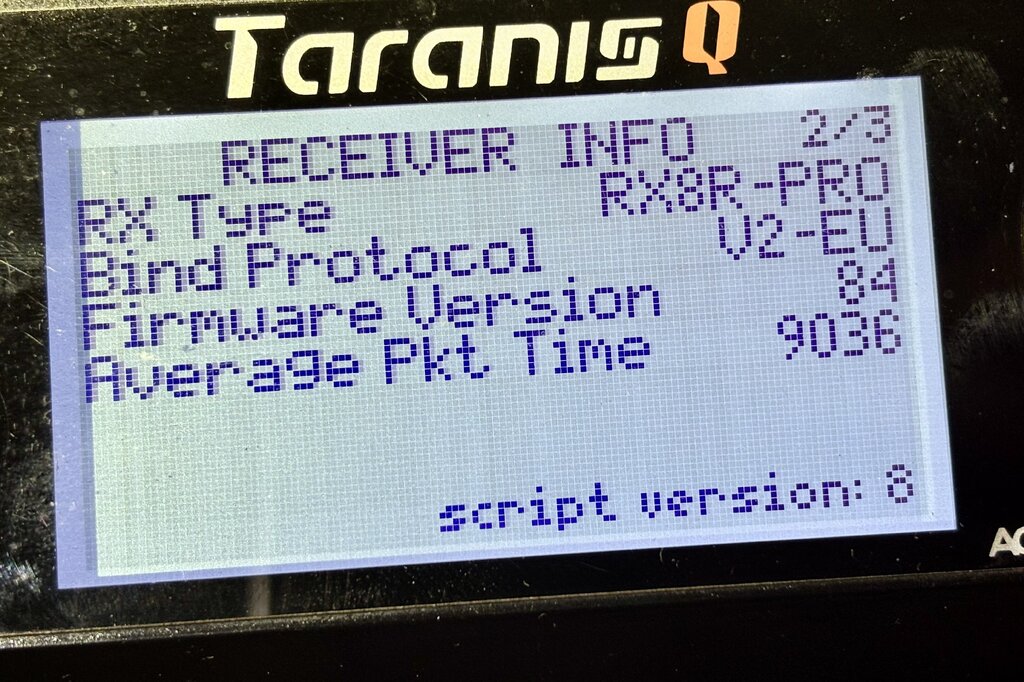 Taranis Q
RECEIVER INFO 2/3
RX Type RX8R-PRO
Bind Protocol V2-EU
Firmware Version 84
Average Pkt Time 9036
script version: 8